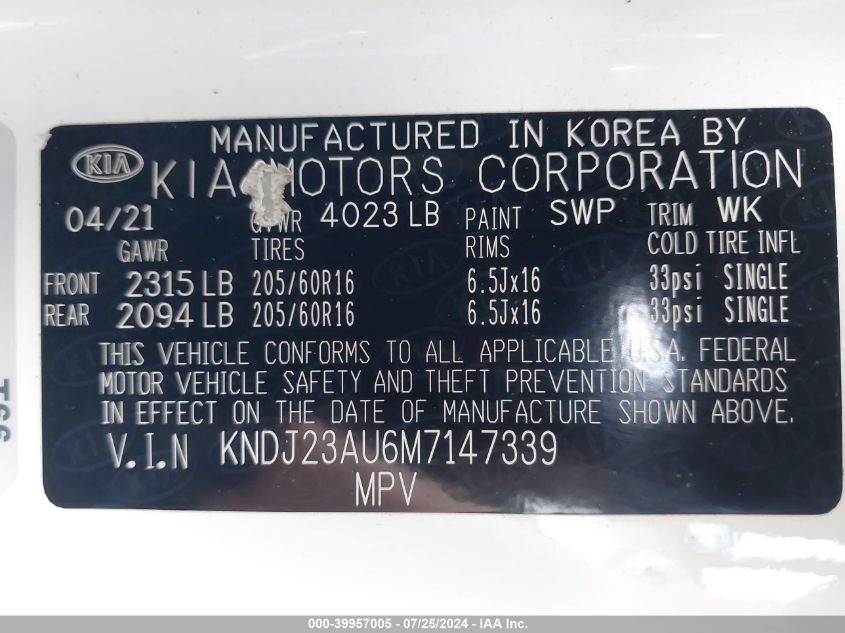 MANUFACTURED IN KOREA BY
KIA KIA MOTORS CORPORATION
04/21 GVWR 4023 LB PAINT SWP TRIM WK
GAWR TIRES RIMS COLD TIRE INFL
FRONT 2315 LB 205/60R16 6.5Jx16 33psi SINGLE
REAR 2094 LB 205/60R16 6.5Jx16 33psi SINGLE
THIS VEHICLE CONFORMS TO ALL APPLICABLE U.S.A. FEDERAL
MOTOR VEHICLE SAFETY AND THEFT PREVENTION STANDARDS
IN EFFECT ON THE DATE OF MANUFACTURE SHOWN ABOVE.
V.I.N KNDJ23AU6M7147339
MPV
000-39957005 - 07/25/2024 - IAA Inc.